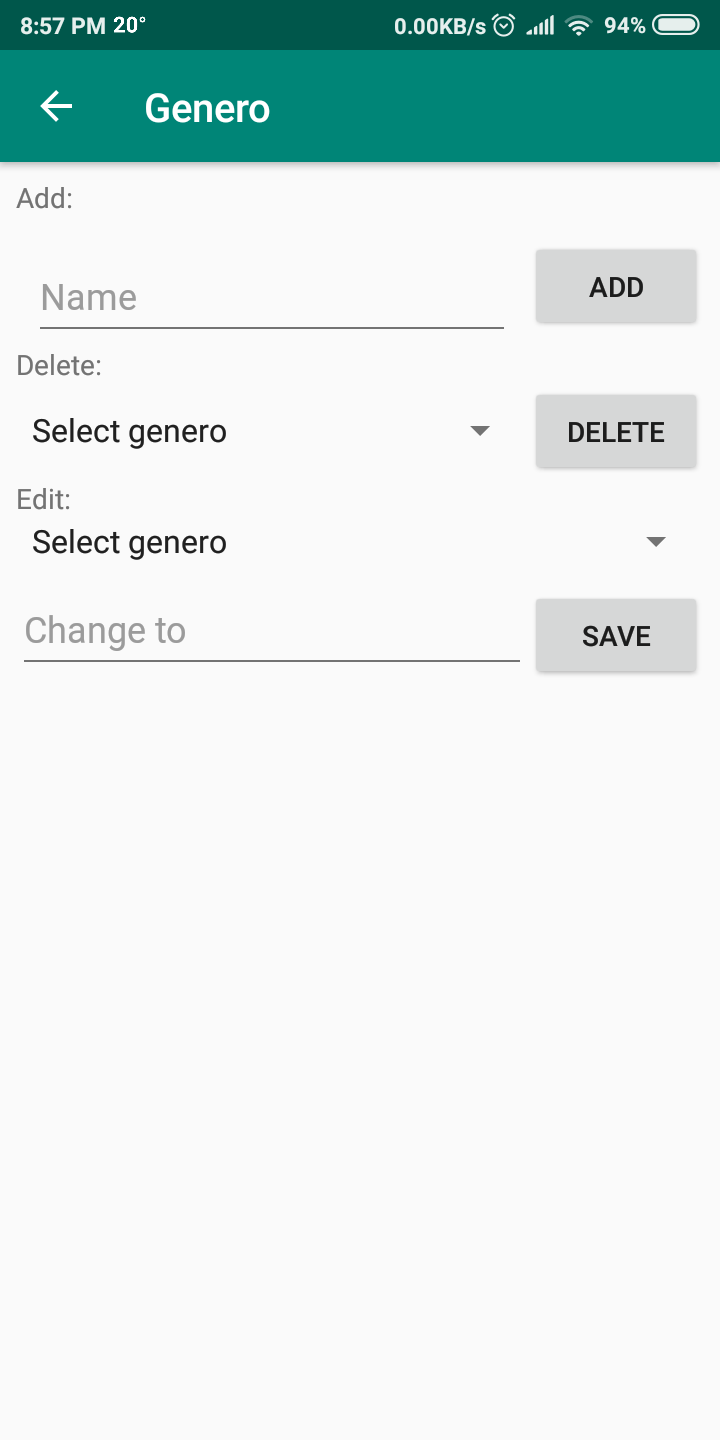 8:57 PM 20° 0.00KB/s 94%
Genero
Add:
Name ADD
Delete:
Select genero DELETE
Edit:
Select genero
Change to SAVE